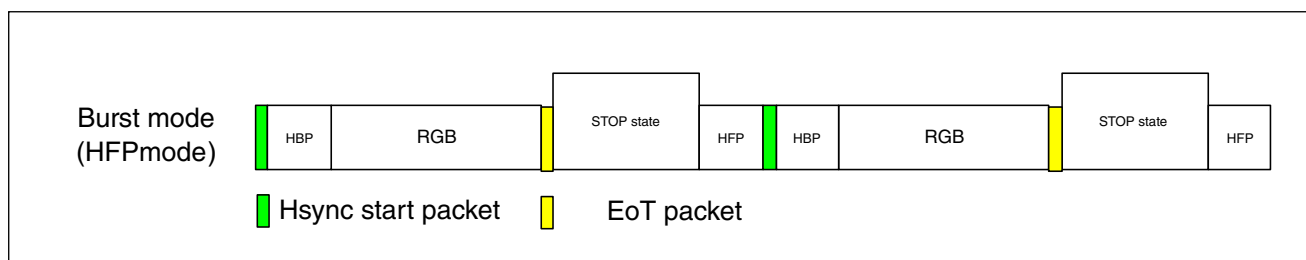 Burst mode
(HFPmode)
HBP RGB STOP state HFP HBP RGB STOP state HFP
Hsync start packet EoT packet